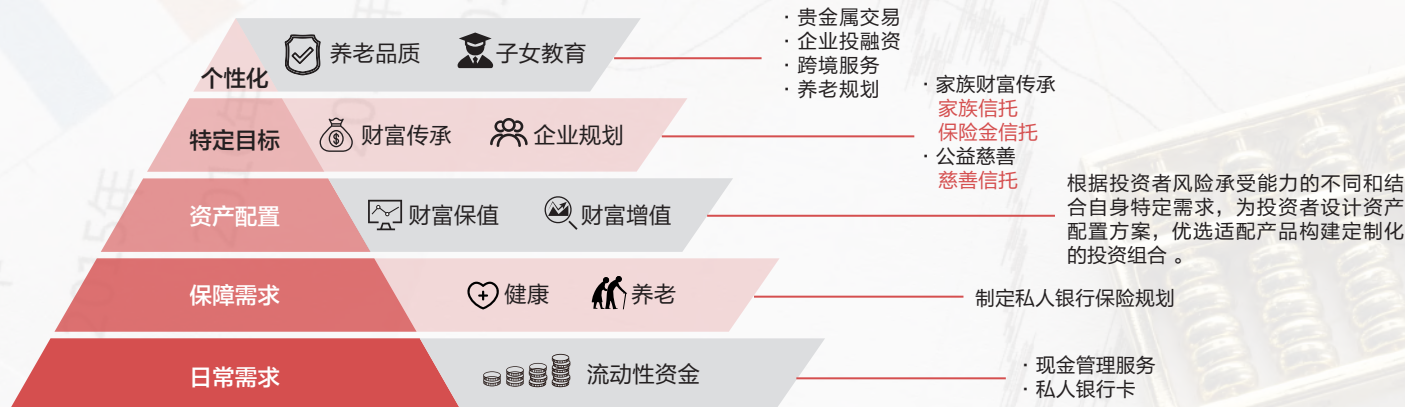 个性化
养老品质
子女教育
· 贵金属交易
· 企业投融资
· 跨境服务
· 养老规划
特定目标
财富传承
企业规划
· 家族财富传承
家族信托
保险金信托
· 公益慈善
慈善信托
资产配置
财富保值
财富增值
根据投资者风险承受能力的不同和结
合自身特定需求，为投资者设计资产
配置方案，优选适配产品构建定制化
的投资组合 。
保障需求
健康
养老
制定私人银行保险规划
日常需求
流动性资金
· 现金管理服务
· 私人银行卡
2015年